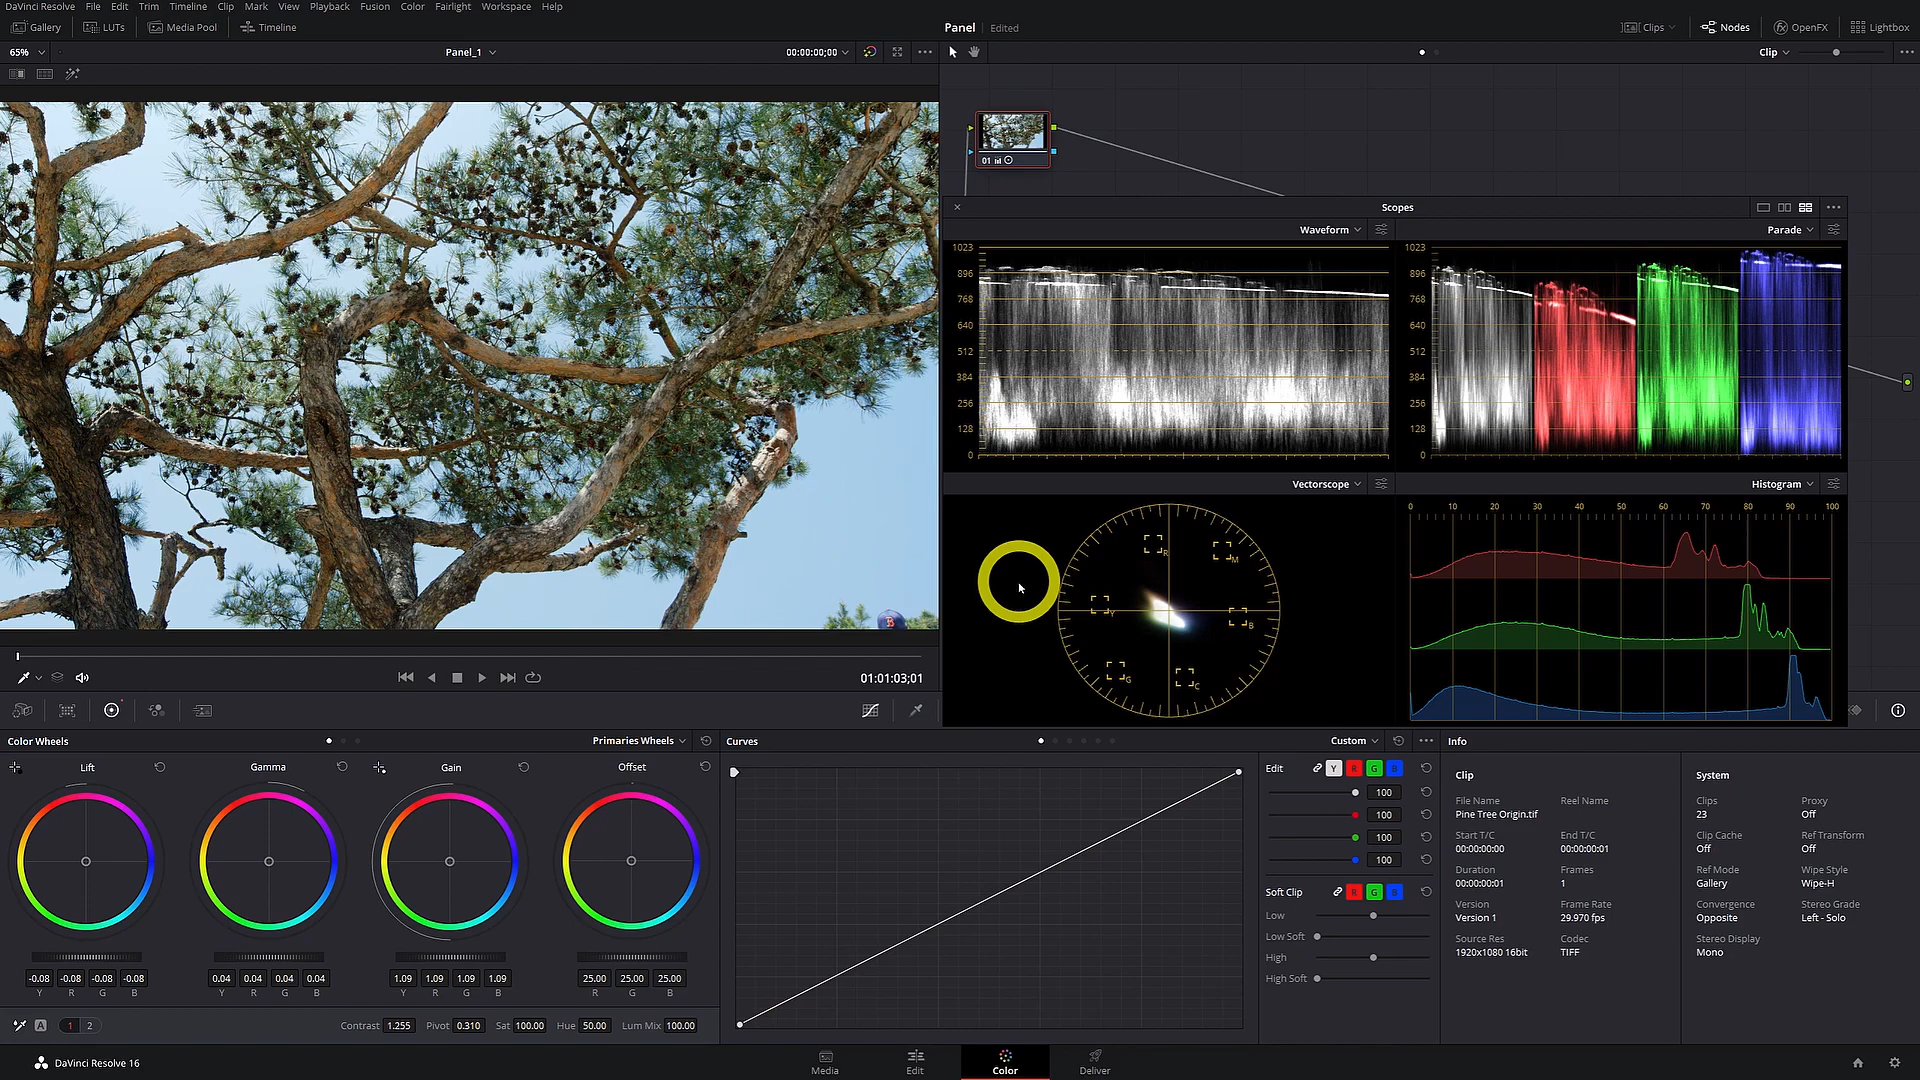 DaVinci Resolve File Edit Trim Timeline Clip Mark View Playback Fusion Color Fairlight Workspace Help
Gallery LUTs Media Pool Timeline Panel Edited Clips Nodes OpenFX Lightbox
65% Panel_1 00:00:00;00 Clip
01
Scopes
Waveform Parade
1023 1023
896 896
768 768
640 640
512 512
384 384
256 256
128 128
0 0
Vectorscope Histogram
0 10 20 30 40 50 60 70 80 90 100
R M
Y B
G C
B
01:01:03;01
Color Wheels Primaries Wheels Curves Custom Info
Lift Gamma Gain Offset
Edit Y R G B
100
100
100
100
Soft Clip R G B
Low
Low Soft
High
High Soft
-0.08 -0.08 -0.08 -0.08 0.04 0.04 0.04 0.04 1.09 1.09 1.09 1.09 25.00 25.00 25.00
Y R G B Y R G B Y R G B R G B
A 1 2 Contrast 1.255 Pivot 0.310 Sat 100.00 Hue 50.00 Lum Mix 100.00
Clip
File Name Reel Name
Pine Tree Origin.tif
Start T/C End T/C
00:00:00:00 00:00:00:01
Duration Frames
00:00:00:01 1
Version Frame Rate
Version 1 29.970 fps
Source Res Codec
1920x1080 16bit TIFF
System
Clips Proxy
23 Off
Clip Cache Ref Transform
Off Off
Ref Mode Wipe Style
Gallery Wipe-H
Convergence Stereo Grade
Opposite Left - Solo
Stereo Display
Mono
DaVinci Resolve 16 Media Edit Color Deliver